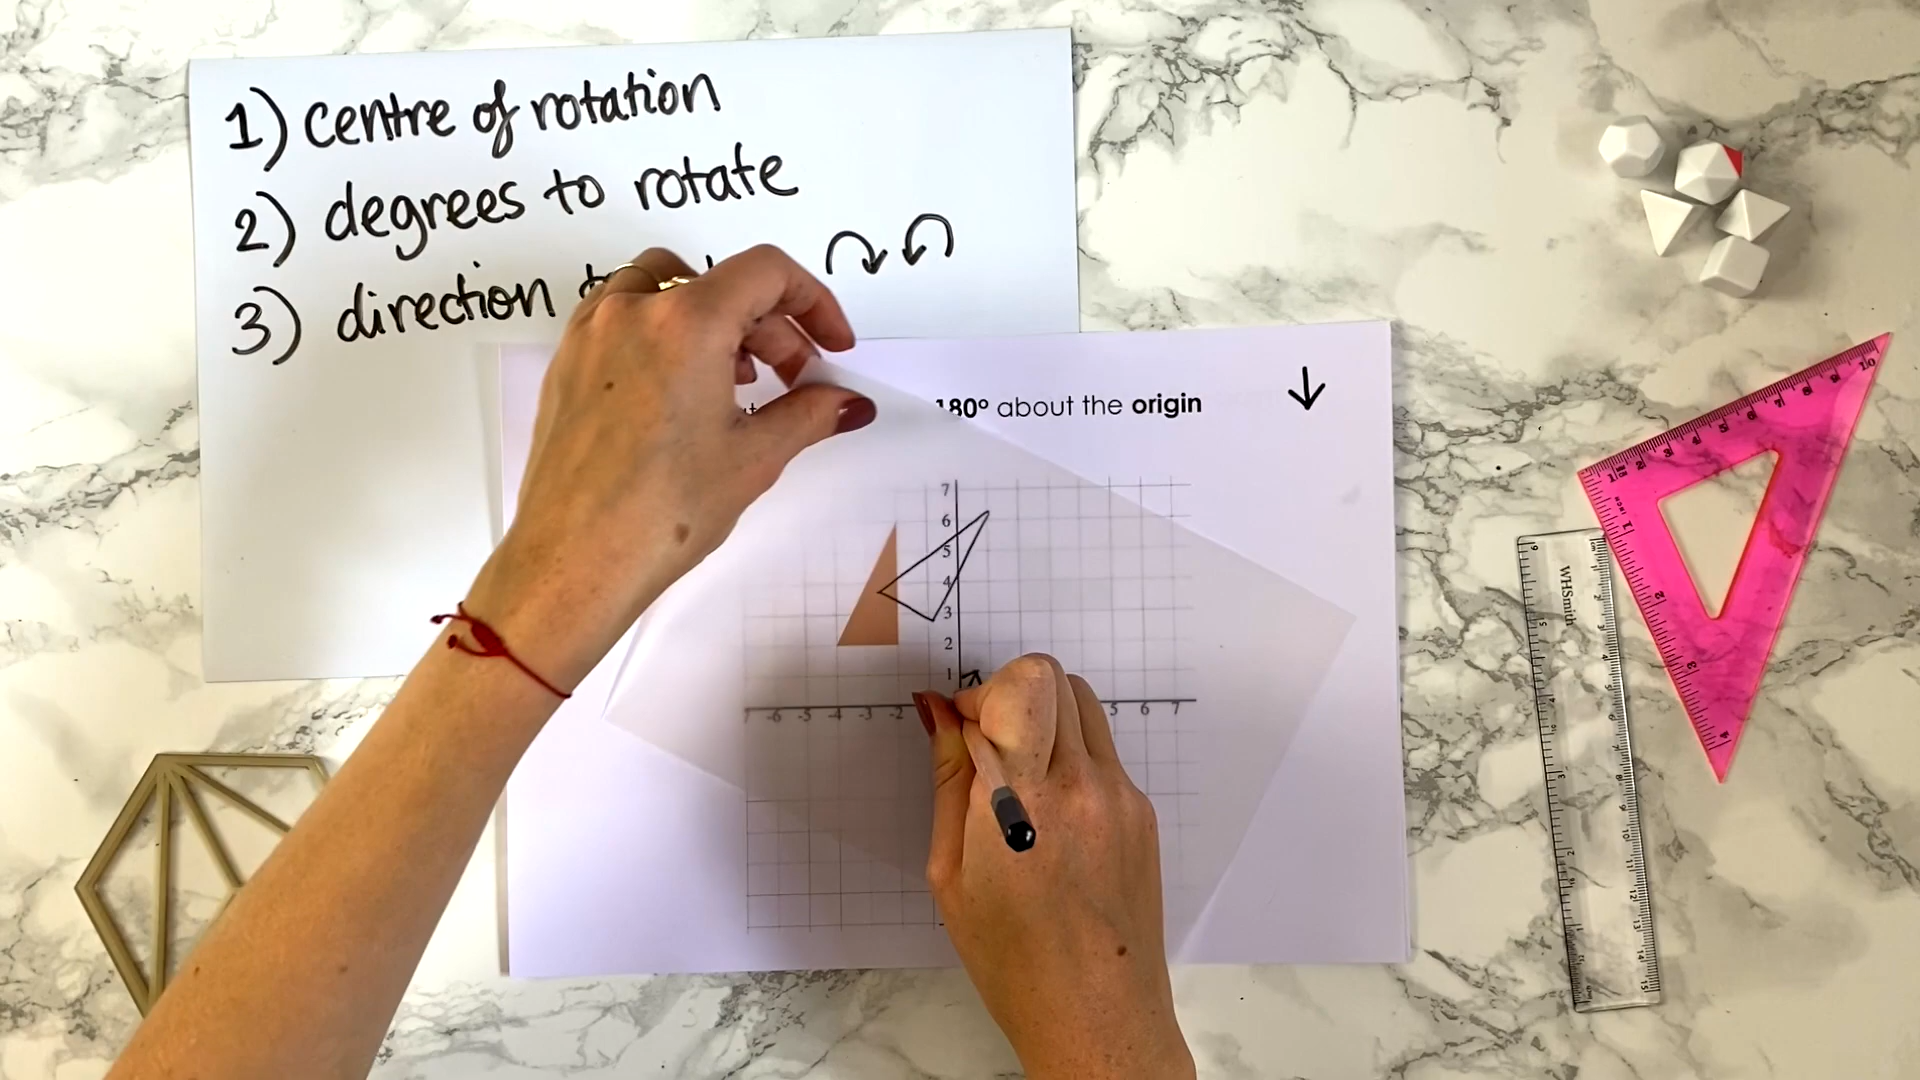 1) centre of rotation
2) degrees to rotate
3) direction
180º about the origin
7
6
5
4
3
2
1
-6 -5 -4 -3 -2 5 6 7
WHSmith